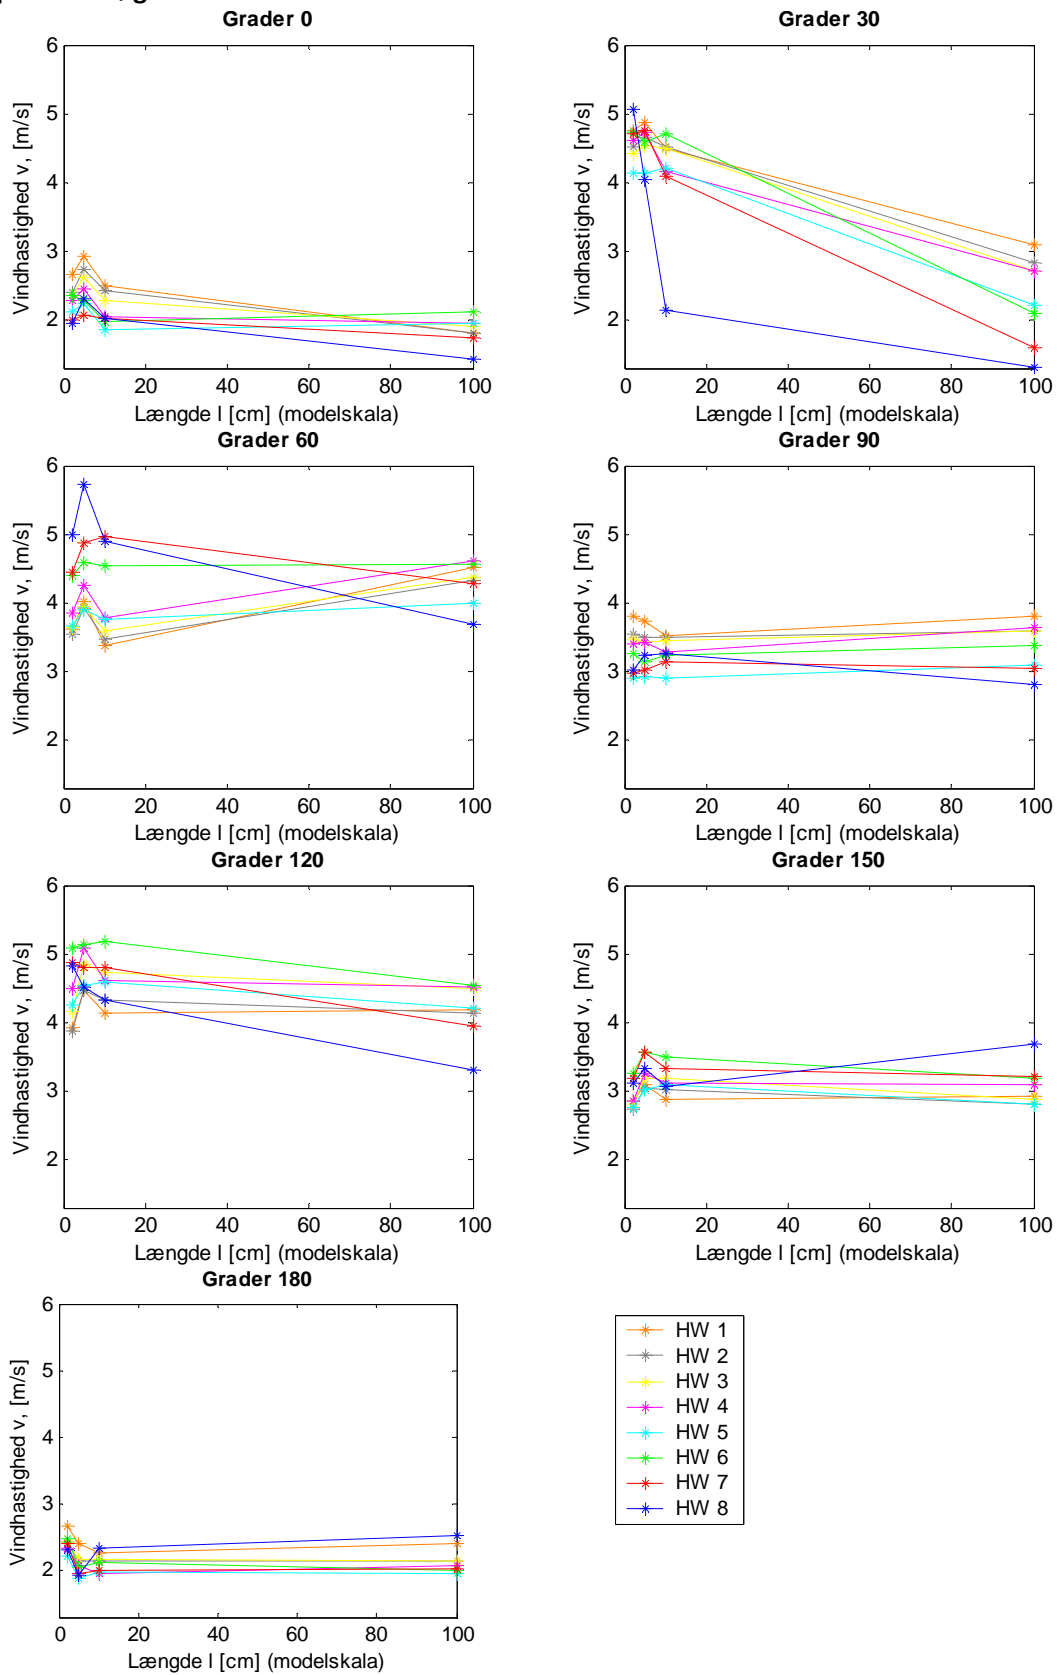 Grader 0
6
5
4
3
2
0 20 40 60 80 100
Vindhastighed v, [m/s]
Længde l [cm] (modelskala)
Grader 30
6
5
4
3
2
0 20 40 60 80 100
Vindhastighed v, [m/s]
Længde l [cm] (modelskala)
Grader 60
6
5
4
3
2
0 20 40 60 80 100
Vindhastighed v, [m/s]
Længde l [cm] (modelskala)
Grader 90
6
5
4
3
2
0 20 40 60 80 100
Vindhastighed v, [m/s]
Længde l [cm] (modelskala)
Grader 120
6
5
4
3
2
0 20 40 60 80 100
Vindhastighed v, [m/s]
Længde l [cm] (modelskala)
Grader 150
6
5
4
3
2
0 20 40 60 80 100
Vindhastighed v, [m/s]
Længde l [cm] (modelskala)
Grader 180
6
5
4
3
2
0 20 40 60 80 100
Vindhastighed v, [m/s]
Længde l [cm] (modelskala)
HW 1
HW 2
HW 3
HW 4
HW 5
HW 6
HW 7
HW 8